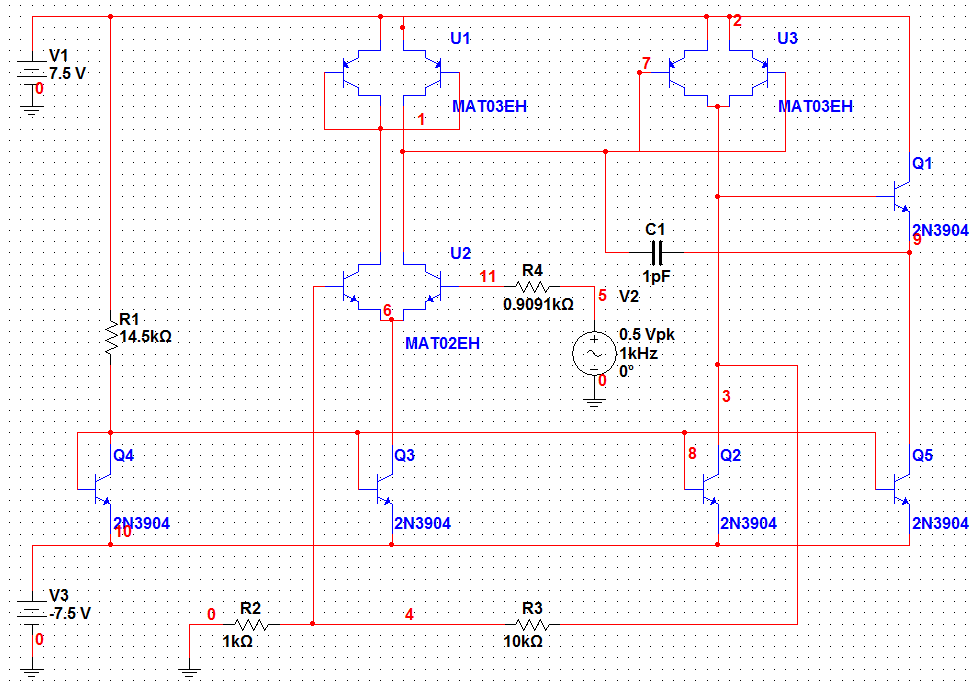 2
U1
U3
V1
7.5 V
0
7
MAT03EH
MAT03EH
1
Q1
2N3904
9
C1
1pF
U2
11
R4
0.9091kΩ
5
V2
6
R1
14.5kΩ
MAT02EH
0.5 Vpk
1kHz
0°
0
3
Q4
Q3
8
Q2
Q5
2N3904
10
2N3904
2N3904
2N3904
V3
-7.5 V
0
0
R2
1kΩ
4
R3
10kΩ